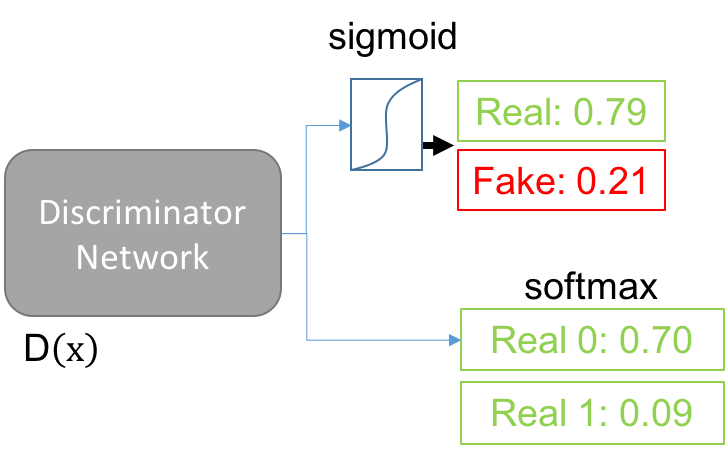 sigmoid
Real: 0.79
Fake: 0.21
Discriminator
Network
D(x)
softmax
Real 0: 0.70
Real 1: 0.09